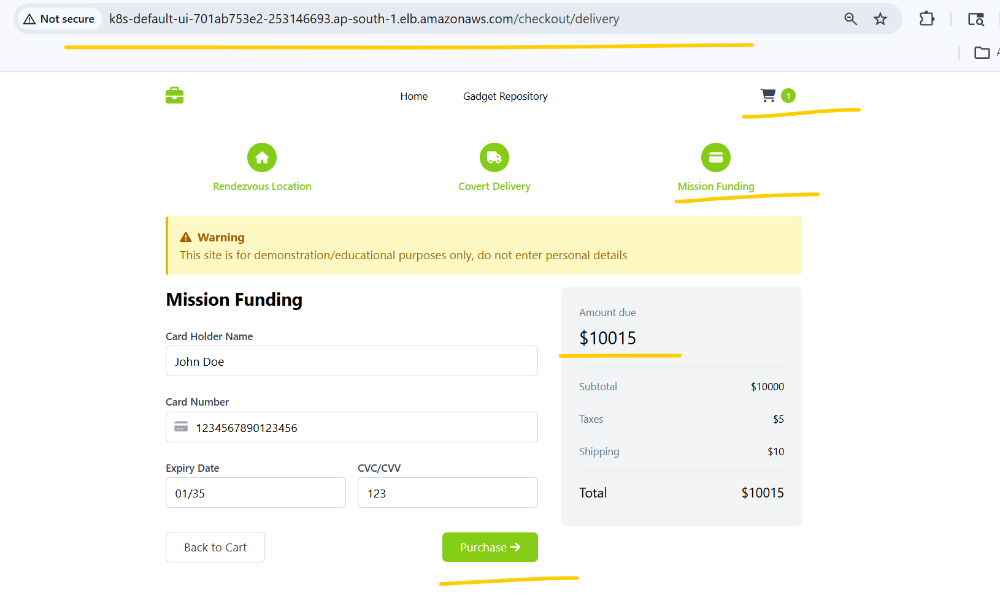 Not secure k8s-default-ui-701ab753e2-253146693.ap-south-1.elb.amazonaws.com/checkout/delivery
Home Gadget Repository 1
Rendezvous Location Covert Delivery Mission Funding
Warning
This site is for demonstration/educational purposes only, do not enter personal details
Mission Funding
Card Holder Name
John Doe
Card Number
1234567890123456
Expiry Date CVC/CVV
01/35 123
Back to Cart Purchase
Amount due
$10015
Subtotal $10000
Taxes $5
Shipping $10
Total $10015